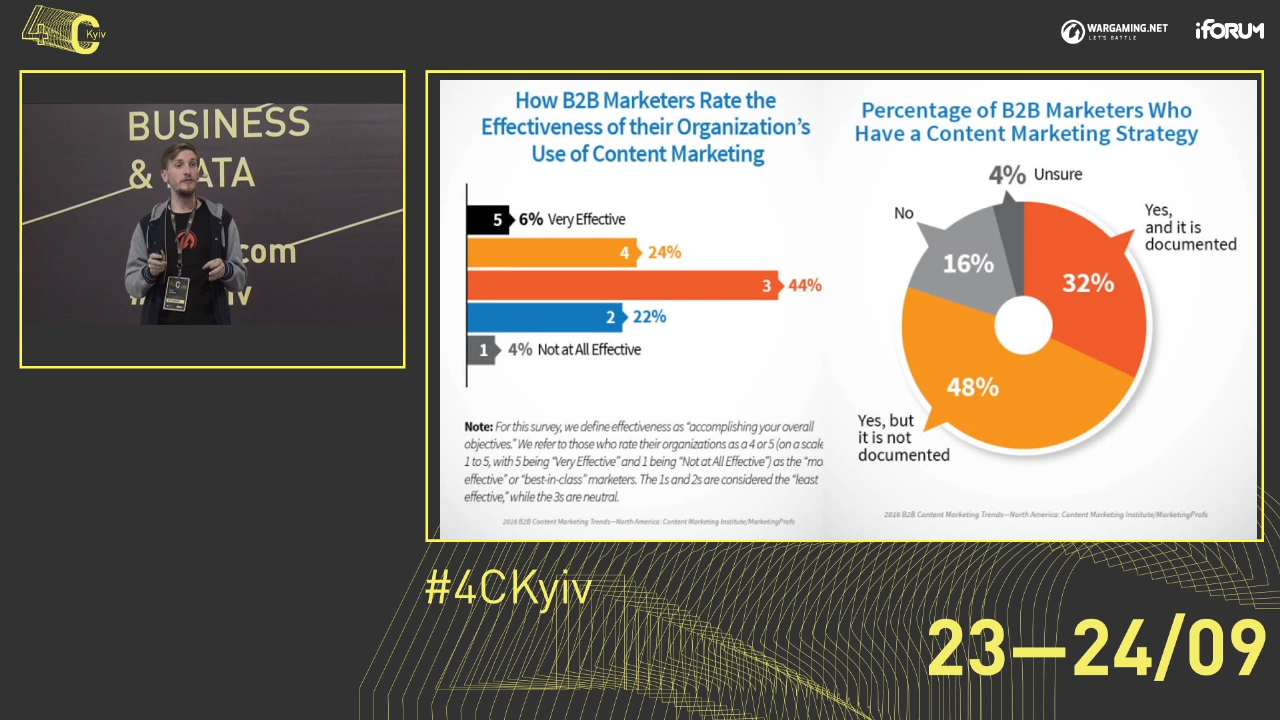 4C Kyiv
WARGAMING.NET
LET'S BATTLE
iFORUM
BUSINESS
& DATA
.com
How B2B Marketers Rate the
Effectiveness of their Organization's
Use of Content Marketing
5 6% Very Effective
4 24%
3 44%
2 22%
1 4% Not at All Effective
Note: For this survey, we define effectiveness as "accomplishing your overall
objectives." We refer to those who rate their organizations as a 4 or 5 (on a scale
1 to 5, with 5 being "Very Effective" and 1 being "Not at All Effective") as the "mo
effective" or "best-in-class" marketers. The 1s and 2s are considered the "least
effective," while the 3s are neutral.
2016 B2B Content Marketing Trends—North America: Content Marketing Institute/MarketingProfs
Percentage of B2B Marketers Who
Have a Content Marketing Strategy
4% Unsure
No
16%
Yes,
and it is
documented
32%
48%
Yes, but
it is not
documented
2016 B2B Content Marketing Trends—North America: Content Marketing Institute/MarketingProfs
#4CKyiv
23—24/09